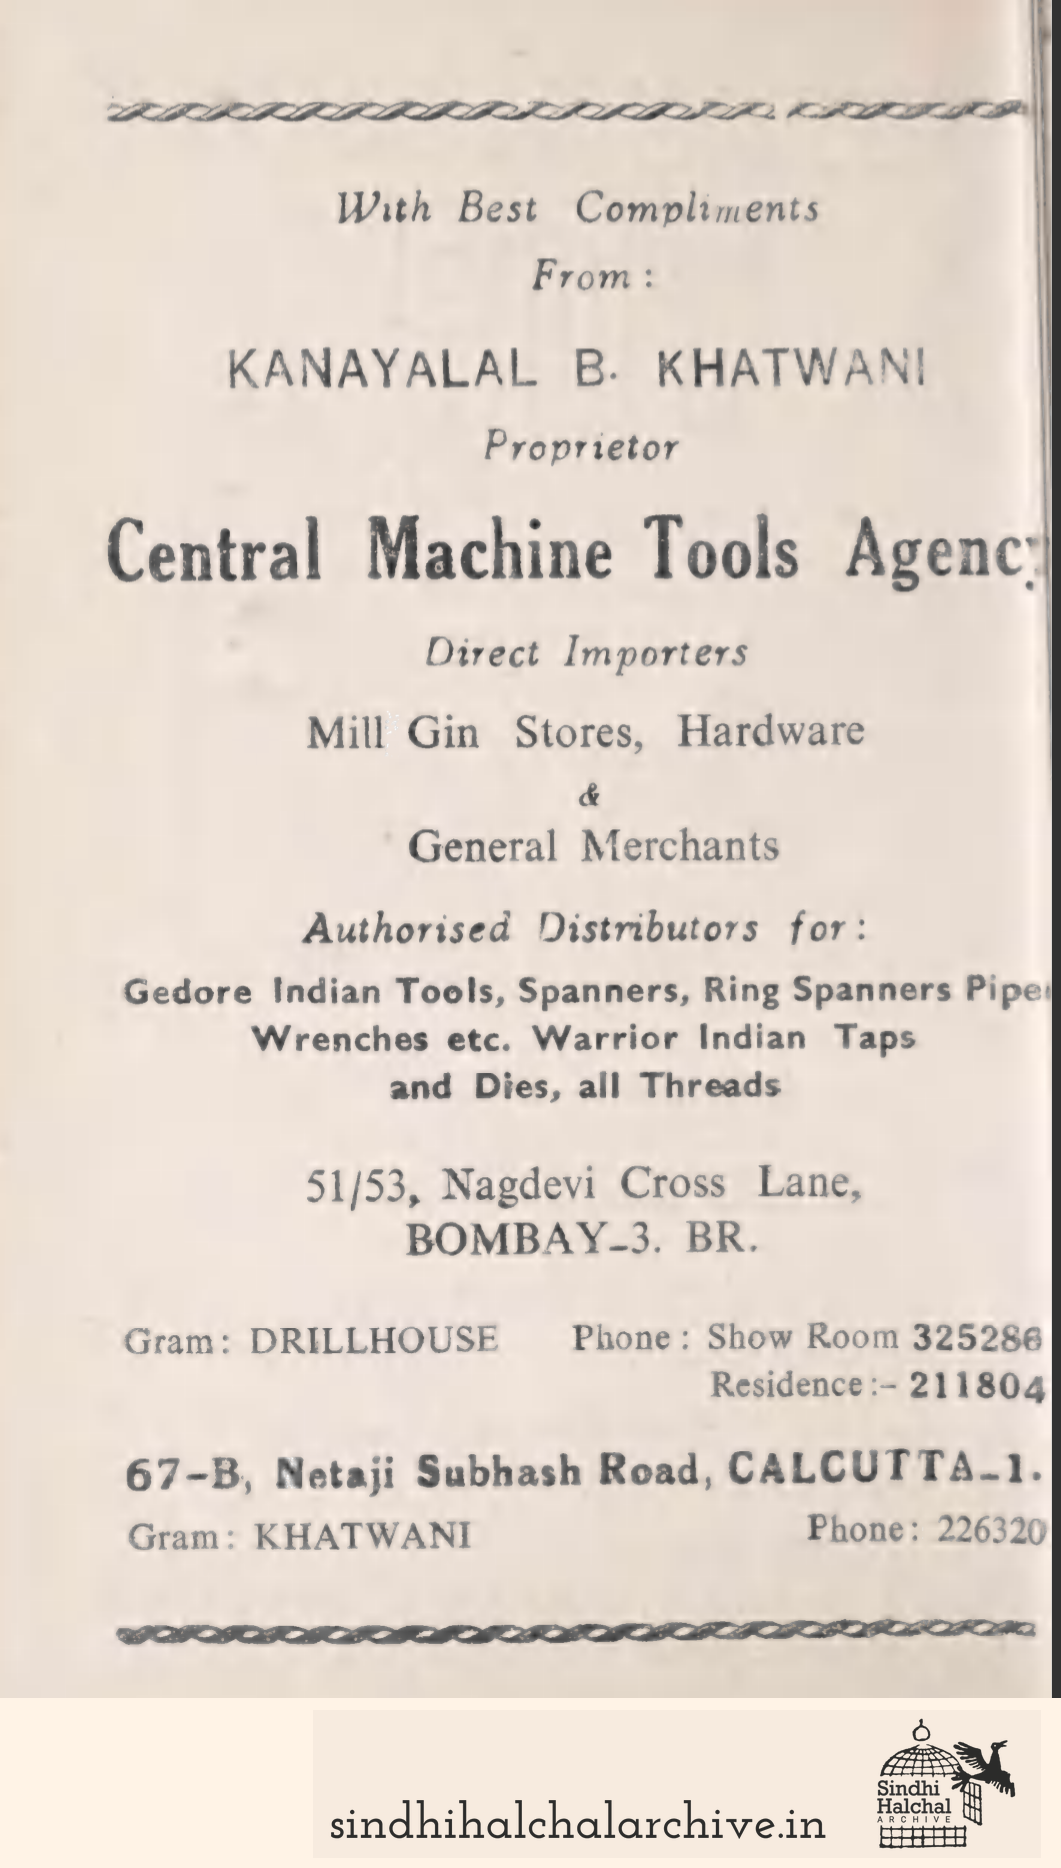 With Best Compliments
From :
KANAYALAL B. KHATWANI
Proprietor
Central Machine Tools Agency
Direct Importers
Mill Gin Stores, Hardware
&
General Merchants
Authorised Distributors for :
Gedore Indian Tools, Spanners, Ring Spanners Pipe
Wrenches etc. Warrior Indian Taps
and Dies, all Threads
51/53, Nagdevi Cross Lane,
BOMBAY-3. BR.
Gram : DRILLHOUSE Phone : Show Room 325286
Residence :- 211804
67-B, Netaji Subhash Road, CALCUTTA-1.
Gram : KHATWANI Phone : 226320
sindhihalchalarchive.in
Sindhi
Halchal
ARCHIVE